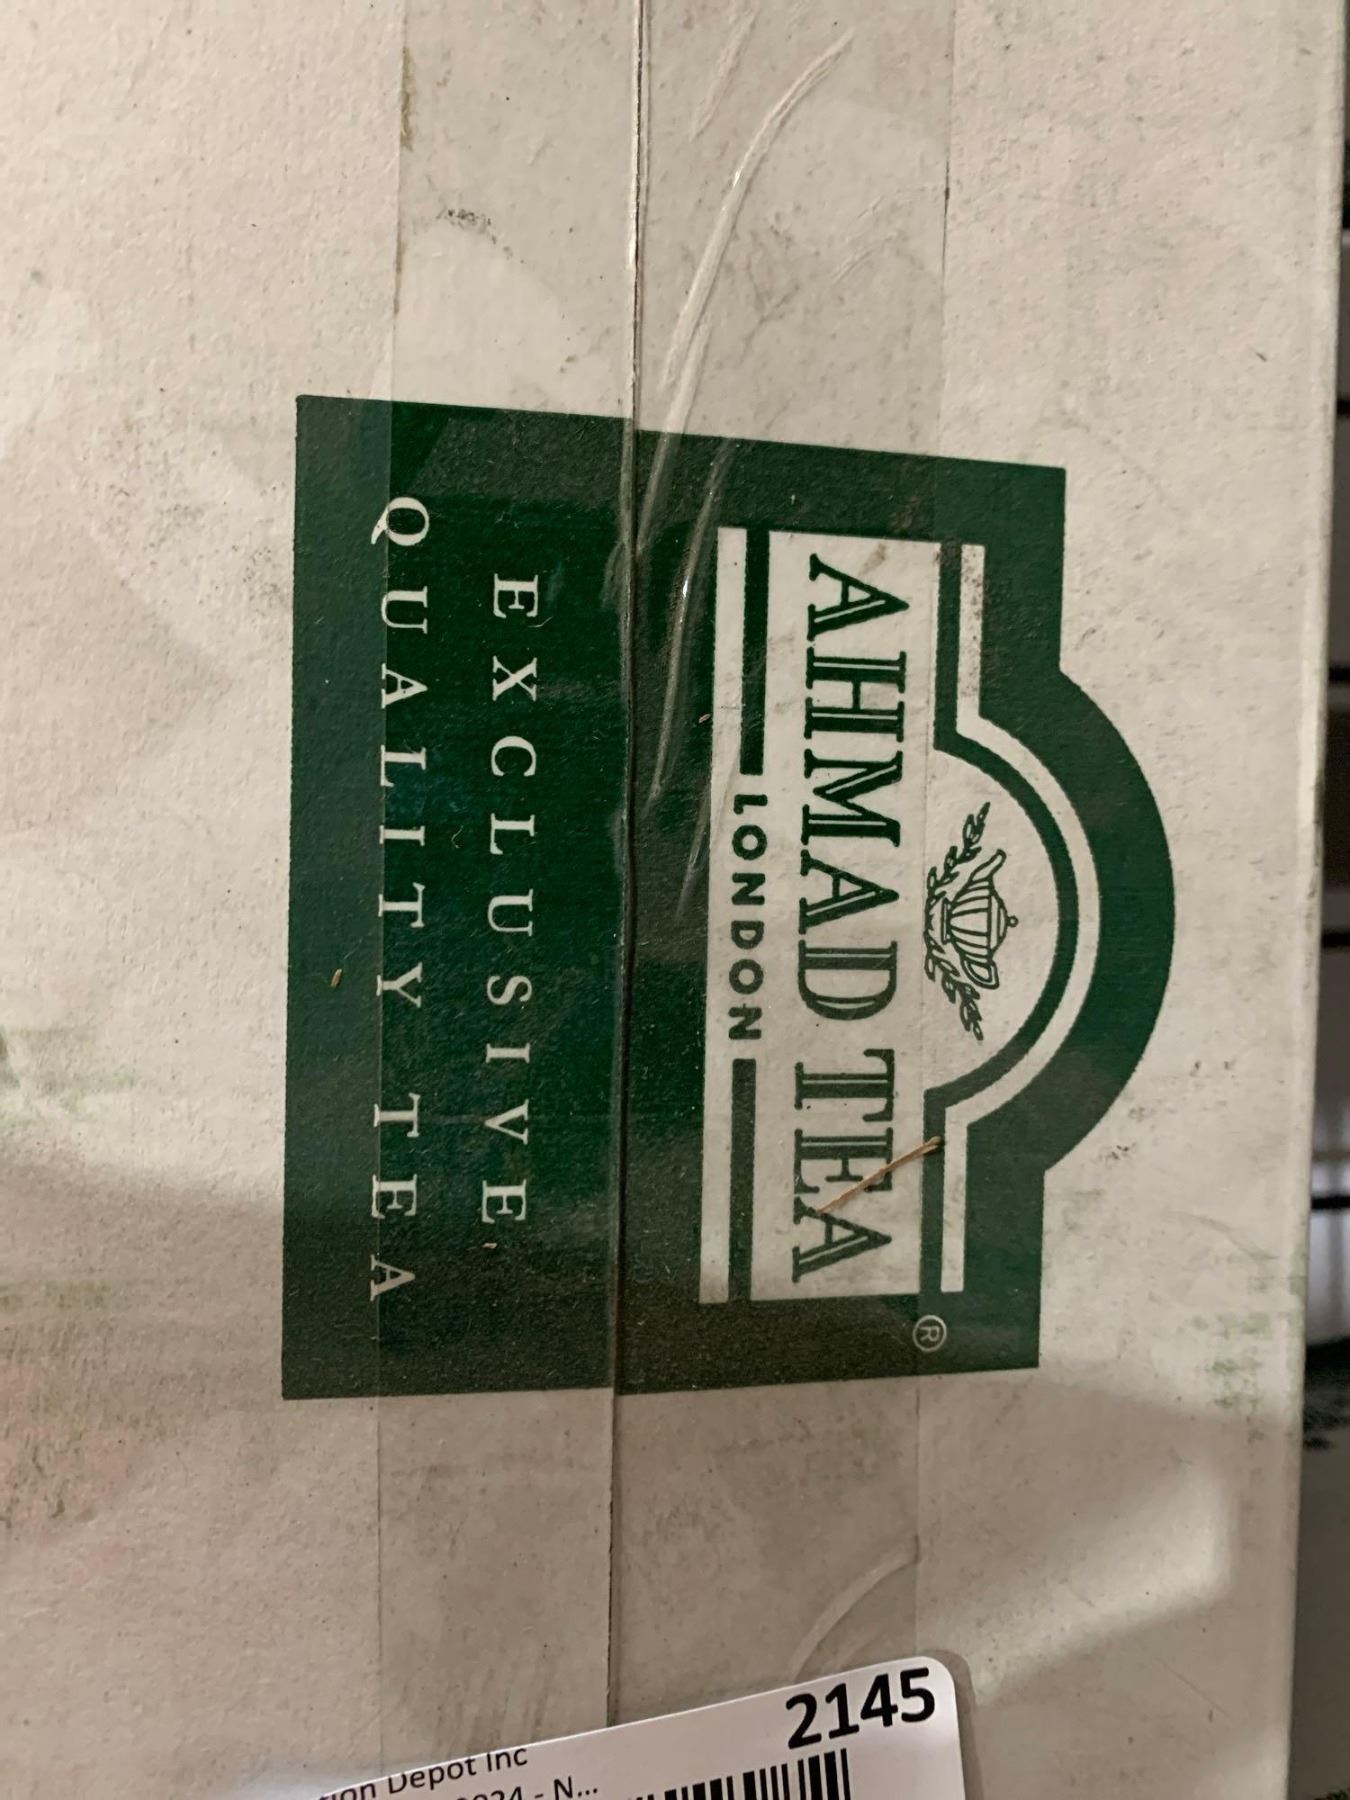 AHMAD TEA
LONDON
®
EXCLUSIVE
QUALITY TEA
2145
Depot Inc
- N...